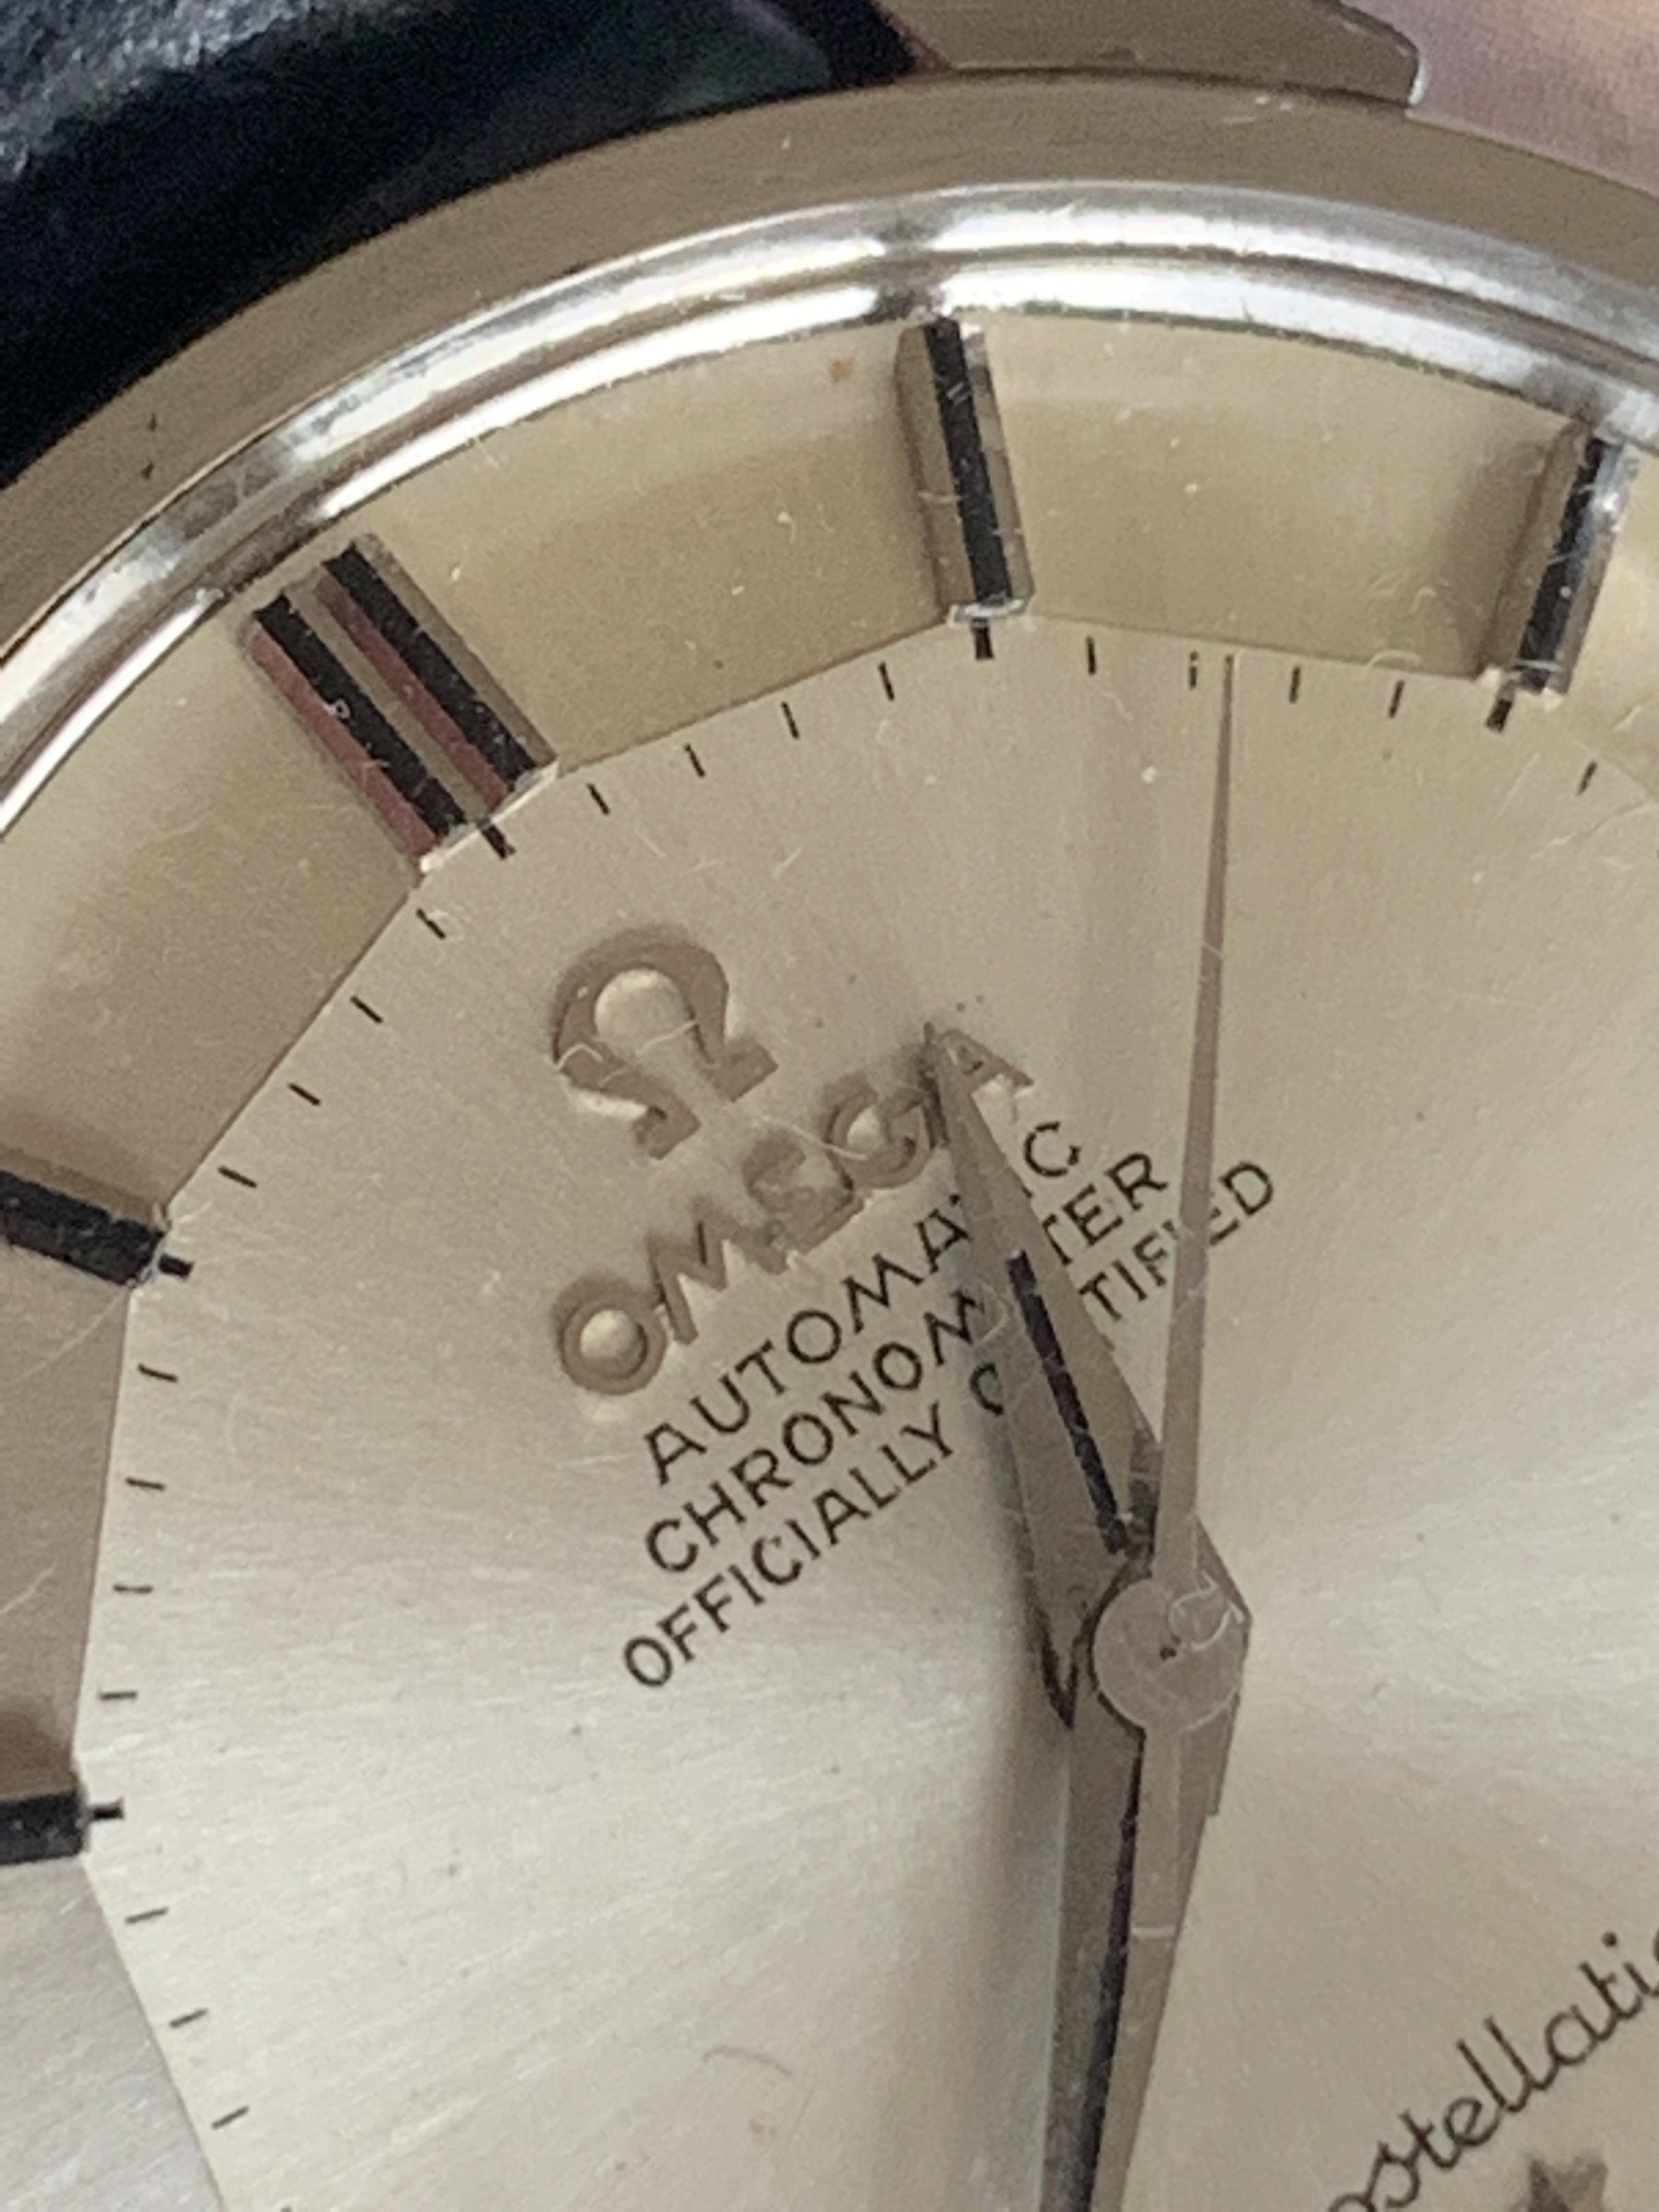 Ω
OMEGA
AUTOMATIC
CHRONOMETER
OFFICIALLY CERTIFIED